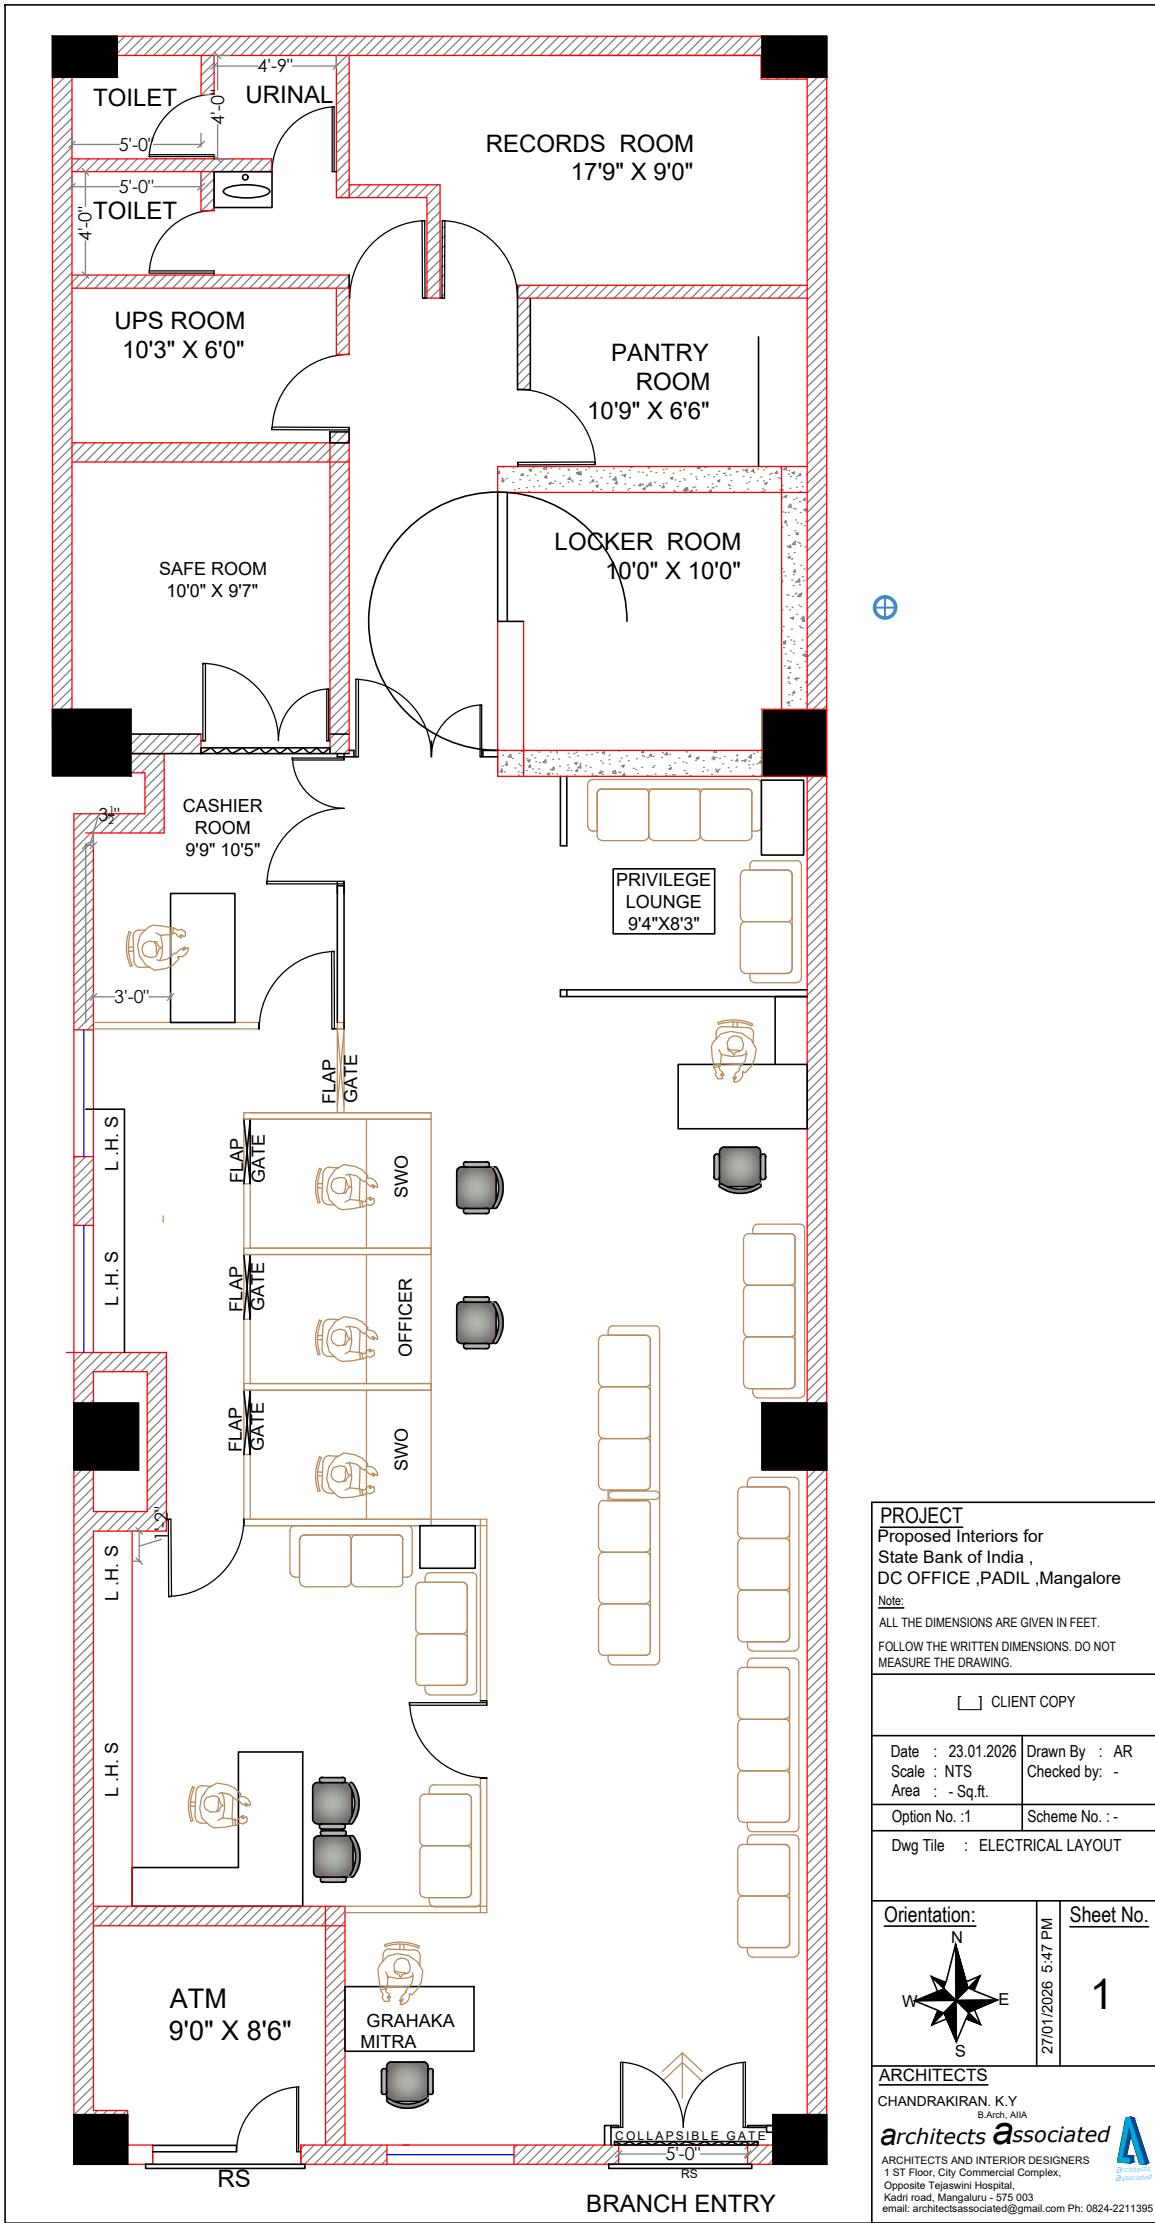 4'-9"
TOILET
URINAL
4'-0"
5'-0"
RECORDS ROOM
17'9" X 9'0"
5'-0"
TOILET
4'-0"
UPS ROOM
10'3" X 6'0"
PANTRY
ROOM
10'9" X 6'6"
LOCKER ROOM
10'0" X 10'0"
SAFE ROOM
10'0" X 9'7"
3½"
CASHIER
ROOM
9'9" 10'5"
PRIVILEGE
LOUNGE
9'4"X8'3"
3'-0"
FLAP
GATE
L.H. S
FLAP
GATE
SWO
L.H. S
FLAP
GATE
OFFICER
FLAP
GATE
SWO
1'-2"
L.H. S
L.H. S
ATM
9'0" X 8'6"
GRAHAKA
MITRA
COLLAPSIBLE GATE
5'-0"
RS
RS
BRANCH ENTRY
PROJECT
Proposed Interiors for
State Bank of India ,
DC OFFICE ,PADIL ,Mangalore
Note:
ALL THE DIMENSIONS ARE GIVEN IN FEET.
FOLLOW THE WRITTEN DIMENSIONS. DO NOT
MEASURE THE DRAWING.
[__] CLIENT COPY
Date : 23.01.2026
Scale : NTS
Area : - Sq.ft.
Drawn By : AR
Checked by: -
Option No. :1
Scheme No. : -
Dwg Tile : ELECTRICAL LAYOUT
Orientation:
N
W
E
S
27/01/2026 5:47 PM
Sheet No.
1
ARCHITECTS
CHANDRAKIRAN. K.Y
B.Arch, AIIA
architects associated
architects
associated
ARCHITECTS AND INTERIOR DESIGNERS
1 ST Floor, City Commercial Complex,
Opposite Tejaswini Hospital,
Kadri road, Mangaluru - 575 003
email: architectsassociated@gmail.com Ph: 0824-2211395